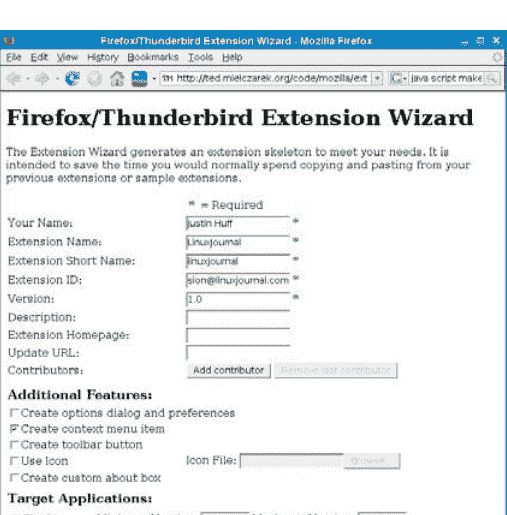 Firefox/Thunderbird Extension Wizard - Mozilla Firefox
File Edit View History Bookmarks Tools Help
http://ted.mielczarek.org/code/mozilla/ext java script make
Firefox/Thunderbird Extension Wizard
The Extension Wizard generates an extension skeleton to meet your needs. It is
intended to save the time you would normally spend copying and pasting from your
previous extensions or sample extensions.
* = Required
Your Name: Justin Huff *
Extension Name: Linuxjournal *
Extension Short Name: linuxjournal *
Extension ID: sion@linuxjournal.com *
Version: 1.0 *
Description:
Extension Homepage:
Update URL:
Contributors: Add contributor Remove last contributor
Additional Features:
Create options dialog and preferences
Create context menu item
Create toolbar button
Use Icon Icon File: Browse...
Create custom about box
Target Applications: